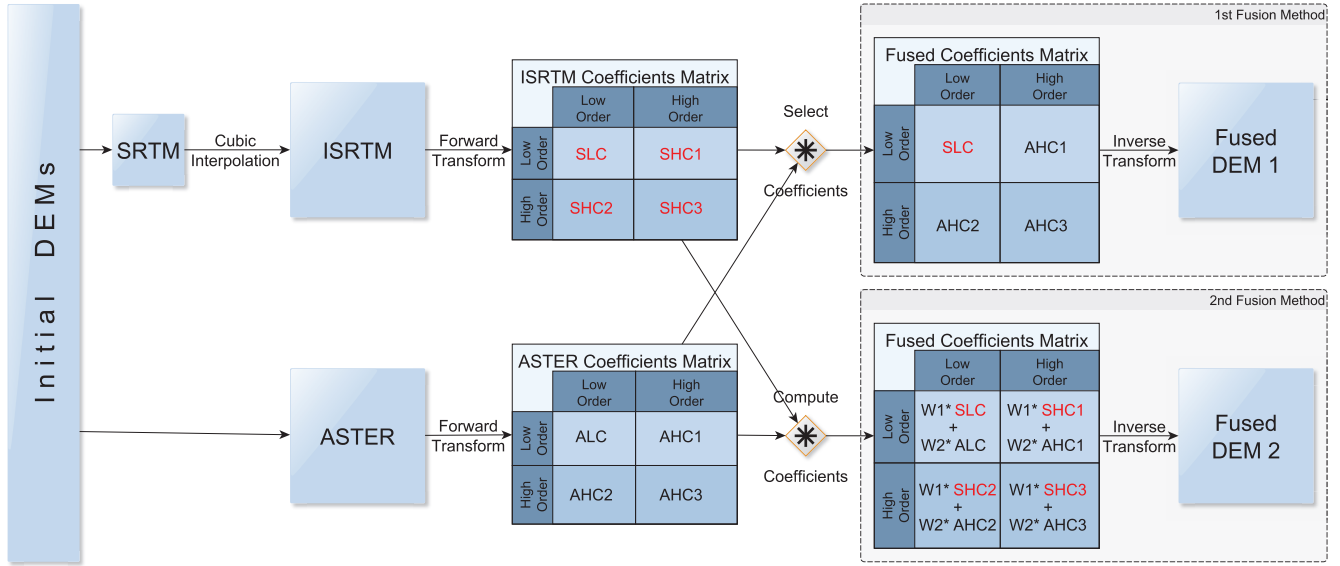 Initial DEMs
SRTM
Cubic
Interpolation
ISRTM
Forward
Transform
ISRTM Coefficients Matrix
Low
Order
High
Order
Low
Order
SLC
SHC1
High
Order
SHC2
SHC3
Select
Coefficients
1st Fusion Method
Fused Coefficients Matrix
Low
Order
High
Order
Low
Order
SLC
AHC1
High
Order
AHC2
AHC3
Inverse
Transform
Fused
DEM 1
ASTER
Forward
Transform
ASTER Coefficients Matrix
Low
Order
High
Order
Low
Order
ALC
AHC1
High
Order
AHC2
AHC3
Compute
Coefficients
2nd Fusion Method
Fused Coefficients Matrix
Low
Order
High
Order
Low
Order
W1* SLC
+
W2* ALC
W1* SHC1
+
W2* AHC1
High
Order
W1* SHC2
+
W2* AHC2
W1* SHC3
+
W2* AHC3
Inverse
Transform
Fused
DEM 2